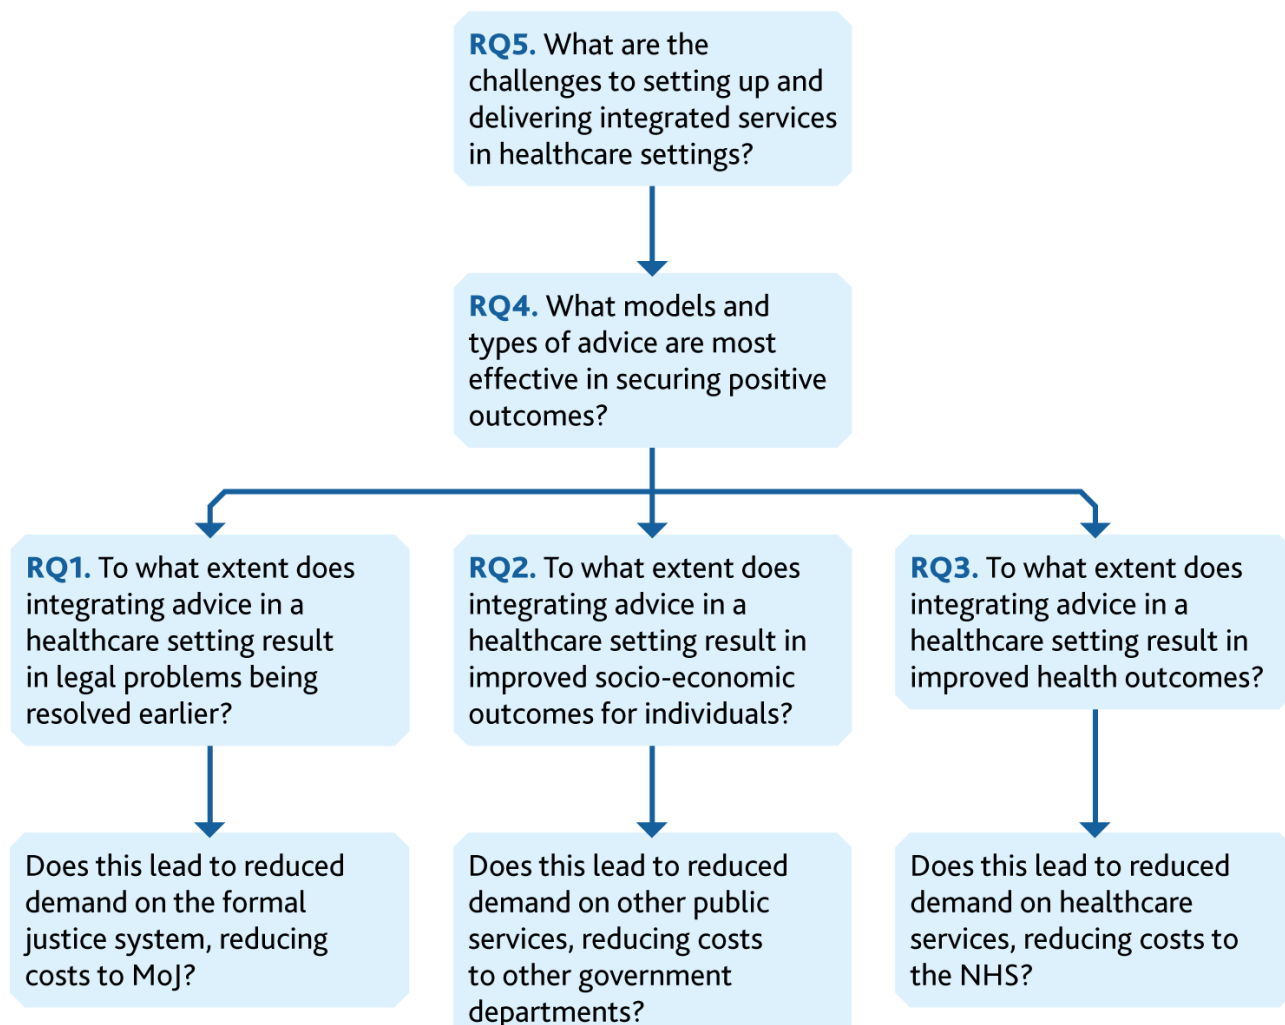 RQ5. What are the
challenges to setting up and
delivering integrated services
in healthcare settings?
RQ4. What models and
types of advice are most
effective in securing positive
outcomes?
RQ1. To what extent does
integrating advice in a
healthcare setting result
in legal problems being
resolved earlier?
RQ2. To what extent does
integrating advice in a
healthcare setting result in
improved socio-economic
outcomes for individuals?
RQ3. To what extent does
integrating advice in a
healthcare setting result in
improved health outcomes?
Does this lead to reduced
demand on the formal
justice system, reducing
costs to MoJ?
Does this lead to reduced
demand on other public
services, reducing costs
to other government
departments?
Does this lead to reduced
demand on healthcare
services, reducing costs to
the NHS?